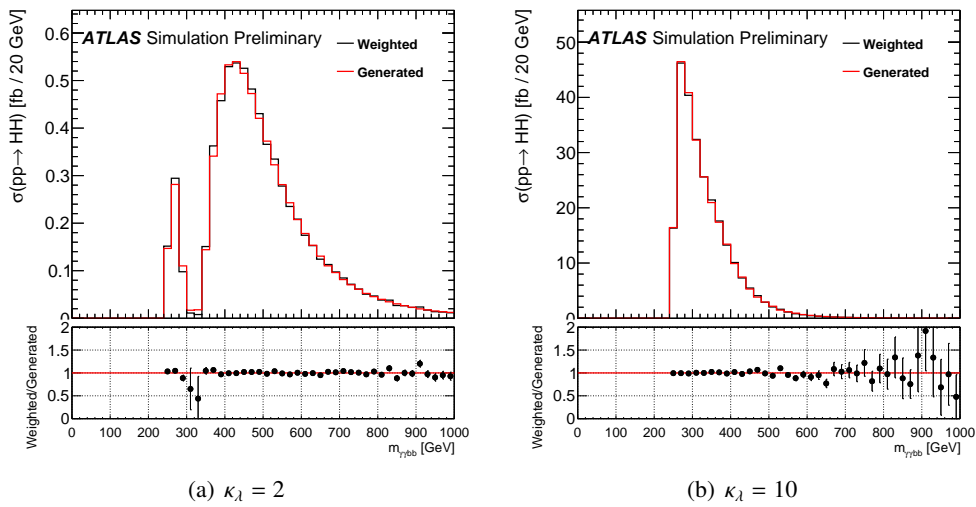 σ(pp→ HH) [fb / 20 GeV]
0.6
0.5
0.4
0.3
0.2
0.1
0
ATLAS Simulation Preliminary
Weighted
Generated
Weighted/Generated
2
1.5
1
0.5
0
0 100 200 300 400 500 600 700 800 900 1000
m_γγbb [GeV]
(a) κ_λ = 2
σ(pp→ HH) [fb / 20 GeV]
50
40
30
20
10
0
ATLAS Simulation Preliminary
Weighted
Generated
Weighted/Generated
2
1.5
1
0.5
0
0 100 200 300 400 500 600 700 800 900 1000
m_γγbb [GeV]
(b) κ_λ = 10